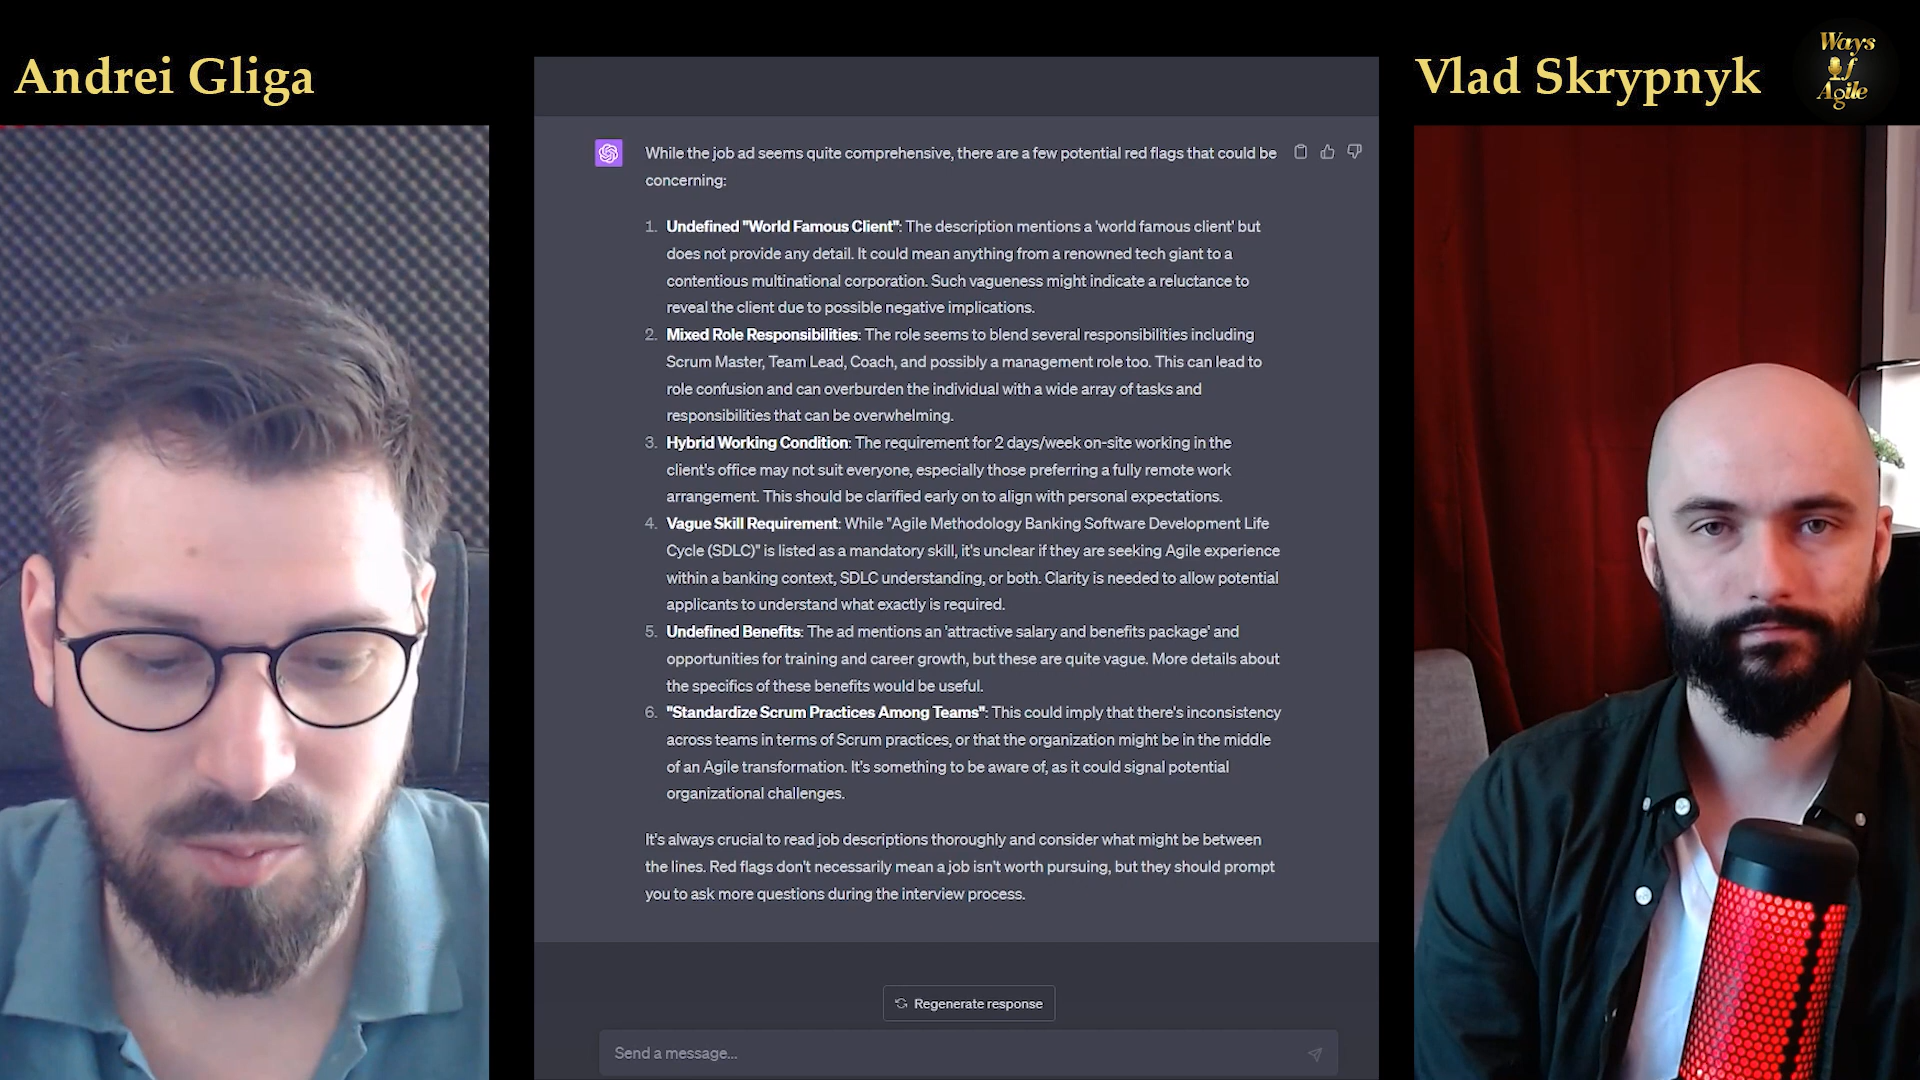 Andrei Gliga
Vlad Skrypnyk
Ways
Of
Agile
While the job ad seems quite comprehensive, there are a few potential red flags that could be
concerning:
1. Undefined "World Famous Client": The description mentions a 'world famous client' but
does not provide any detail. It could mean anything from a renowned tech giant to a
contentious multinational corporation. Such vagueness might indicate a reluctance to
reveal the client due to possible negative implications.
2. Mixed Role Responsibilities: The role seems to blend several responsibilities including
Scrum Master, Team Lead, Coach, and possibly a management role too. This can lead to
role confusion and can overburden the individual with a wide array of tasks and
responsibilities that can be overwhelming.
3. Hybrid Working Condition: The requirement for 2 days/week on-site working in the
client's office may not suit everyone, especially those preferring a fully remote work
arrangement. This should be clarified early on to align with personal expectations.
4. Vague Skill Requirement: While "Agile Methodology Banking Software Development Life
Cycle (SDLC)" is listed as a mandatory skill, it's unclear if they are seeking Agile experience
within a banking context, SDLC understanding, or both. Clarity is needed to allow potential
applicants to understand what exactly is required.
5. Undefined Benefits: The ad mentions an 'attractive salary and benefits package' and
opportunities for training and career growth, but these are quite vague. More details about
the specifics of these benefits would be useful.
6. "Standardize Scrum Practices Among Teams": This could imply that there's inconsistency
across teams in terms of Scrum practices, or that the organization might be in the middle
of an Agile transformation. It's something to be aware of, as it could signal potential
organizational challenges.
It's always crucial to read job descriptions thoroughly and consider what might be between
the lines. Red flags don't necessarily mean a job isn't worth pursuing, but they should prompt
you to ask more questions during the interview process.
Regenerate response
Send a message...